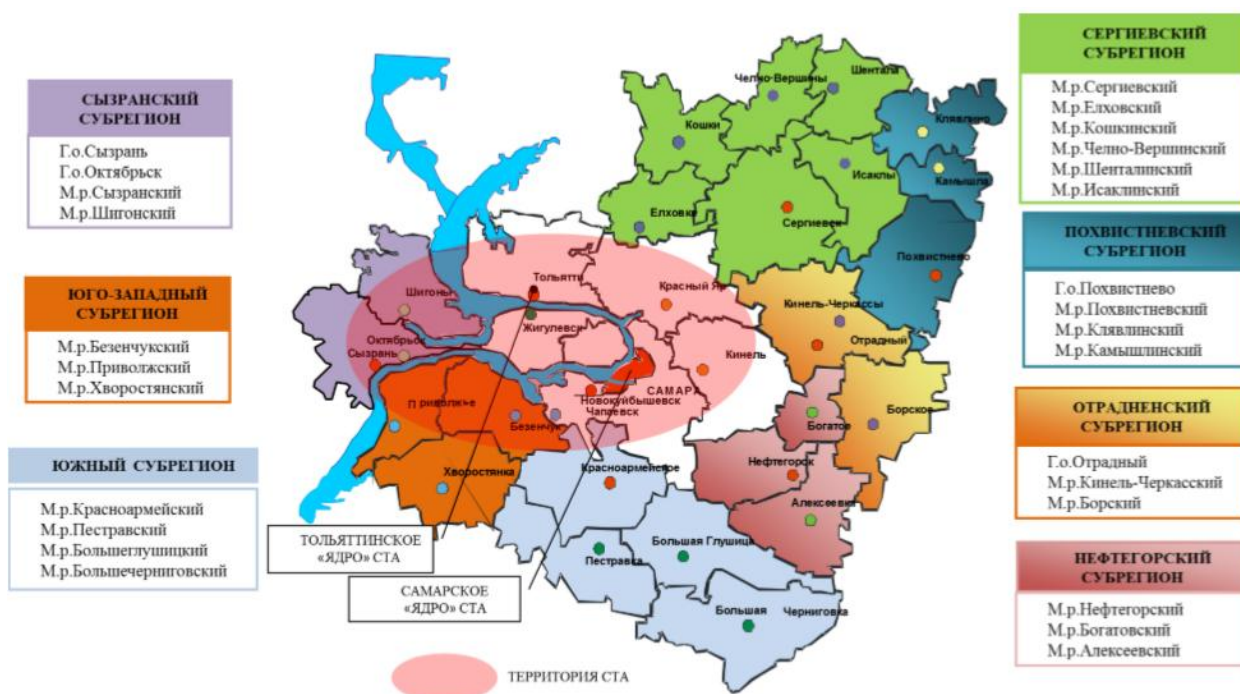 СЫЗРАНСКИЙ
СУБРЕГИОН
Г.о.Сызрань
Г.о.Октябрьск
М.р.Сызранский
М.р.Шигонский
ЮГО-ЗАПАДНЫЙ
СУБРЕГИОН
М.р.Безенчукский
М.р.Приволжский
М.р.Хворостянский
ЮЖНЫЙ СУБРЕГИОН
М.р.Красноармейский
М.р.Пестравский
М.р.Большеглушицкий
М.р.Большечерниговский
Челно-Вершины
Шентала
Кошки
Клявлино
Исаклы
Камышла
Елховка
Сергиевск
Похвистнево
Тольятти
Красный Яр
Шигоны
Кинель-Черкассы
Жигулевск
Октябрьск
Отрадный
Сызрань
Кинель
САМАРА
Новокуйбышевск
Приволжье
Чапаевск
Безенчук
Богатое
Борское
Хворостянка
Красноармейское
Нефтегорск
Алексеевка
Большая Глушица
Пестравка
Большая
Черниговка
ТОЛЬЯТТИНСКОЕ
«ЯДРО» СТА
САМАРСКОЕ
«ЯДРО» СТА
ТЕРРИТОРИЯ СТА
СЕРГИЕВСКИЙ
СУБРЕГИОН
М.р.Сергиевский
М.р.Елховский
М.р.Кошкинский
М.р.Челно-Вершинский
М.р.Шенталинский
М.р.Исаклинский
ПОХВИСТНЕВСКИЙ
СУБРЕГИОН
Г.о.Похвистнево
М.р.Похвистневский
М.р.Клявлинский
М.р.Камышлинский
ОТРАДНЕНСКИЙ
СУБРЕГИОН
Г.о.Отрадный
М.р.Кинель-Черкасский
М.р.Борский
НЕФТЕГОРСКИЙ
СУБРЕГИОН
М.р.Нефтегорский
М.р.Богатовский
М.р.Алексеевский